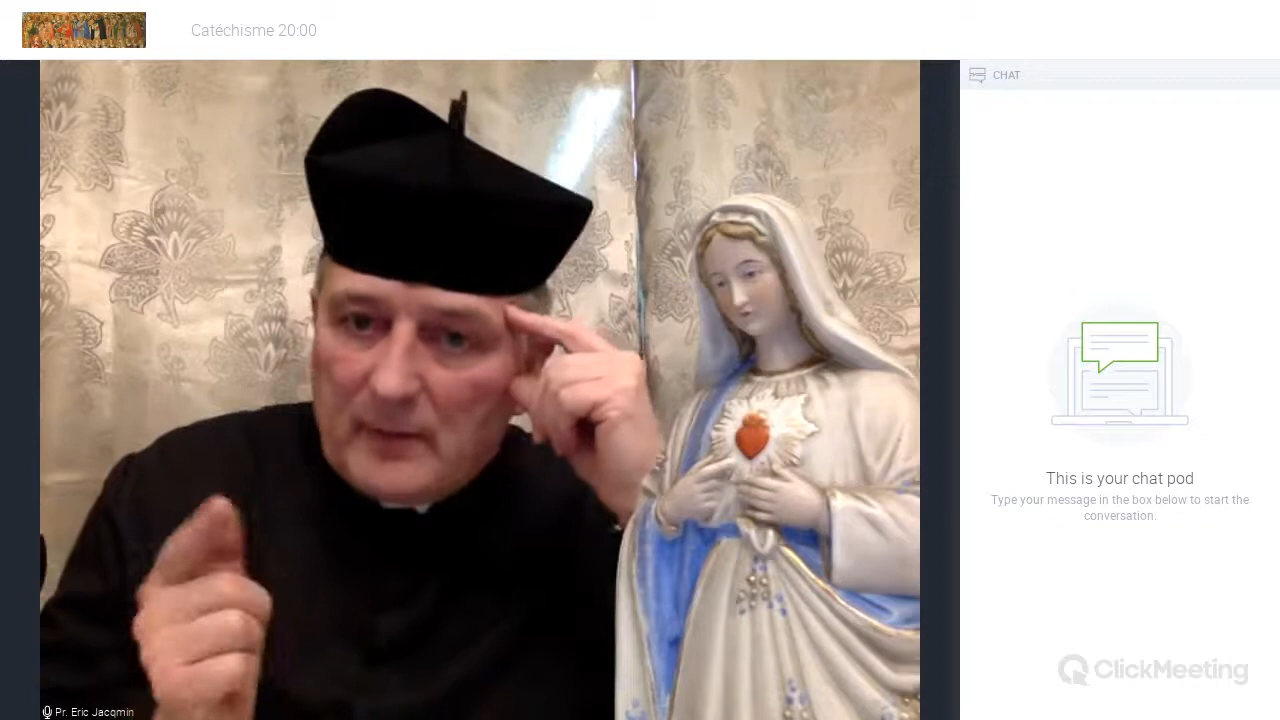 Catéchisme 20:00
CHAT
This is your chat pod
Type your message in the box below to start the
conversation.
ClickMeeting
Pr. Eric Jacqmin